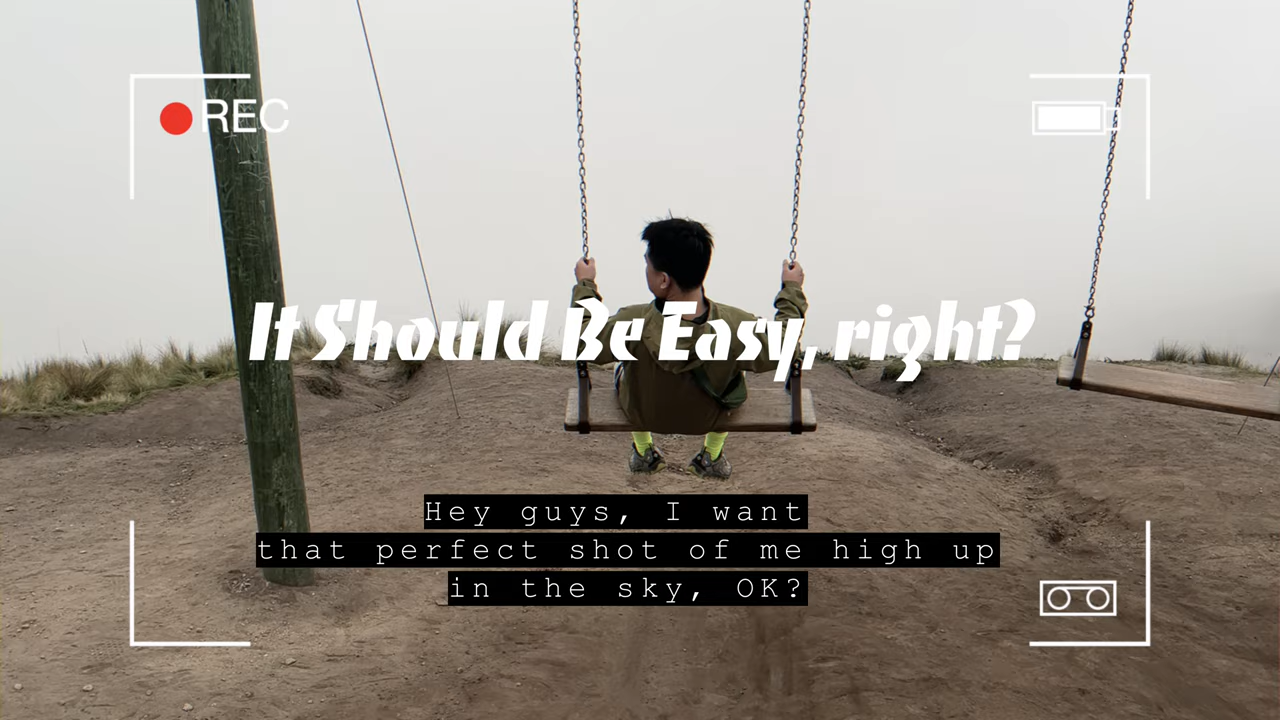 REC
It Should Be Easy, right?
Hey guys, I want
that perfect shot of me high up
in the sky, OK?